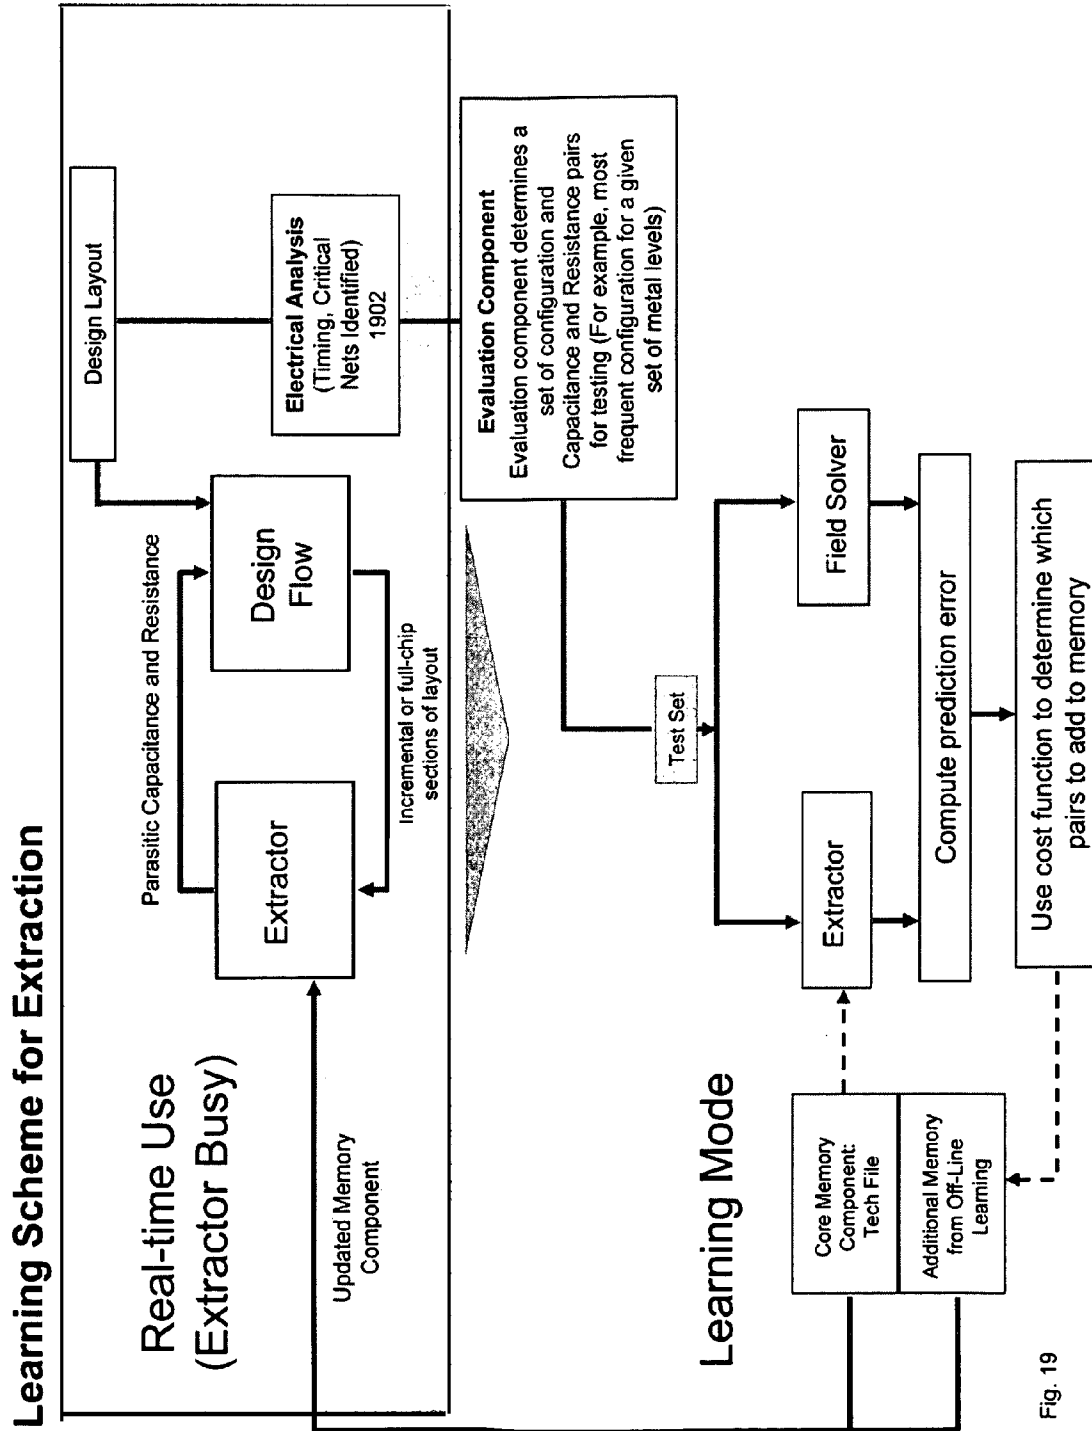 Learning Scheme for Extraction
Real-time Use
(Extractor Busy)
Parasitic Capacitance and Resistance
Design Layout
Extractor
Design
Flow
Electrical Analysis
(Timing, Critical
Nets Identified)
1902
Incremental or full-chip
sections of layout
Updated Memory
Component
Evaluation Component
Evaluation component determines a
set of configuration and
Capacitance and Resistance pairs
for testing (For example, most
frequent configuration for a given
set of metal levels)
Learning Mode
Test Set
Core Memory
Component:
Tech File
Additional Memory
from Off-Line
Learning
Extractor
Field Solver
Compute prediction error
Use cost function to determine which
pairs to add to memory
Fig. 19